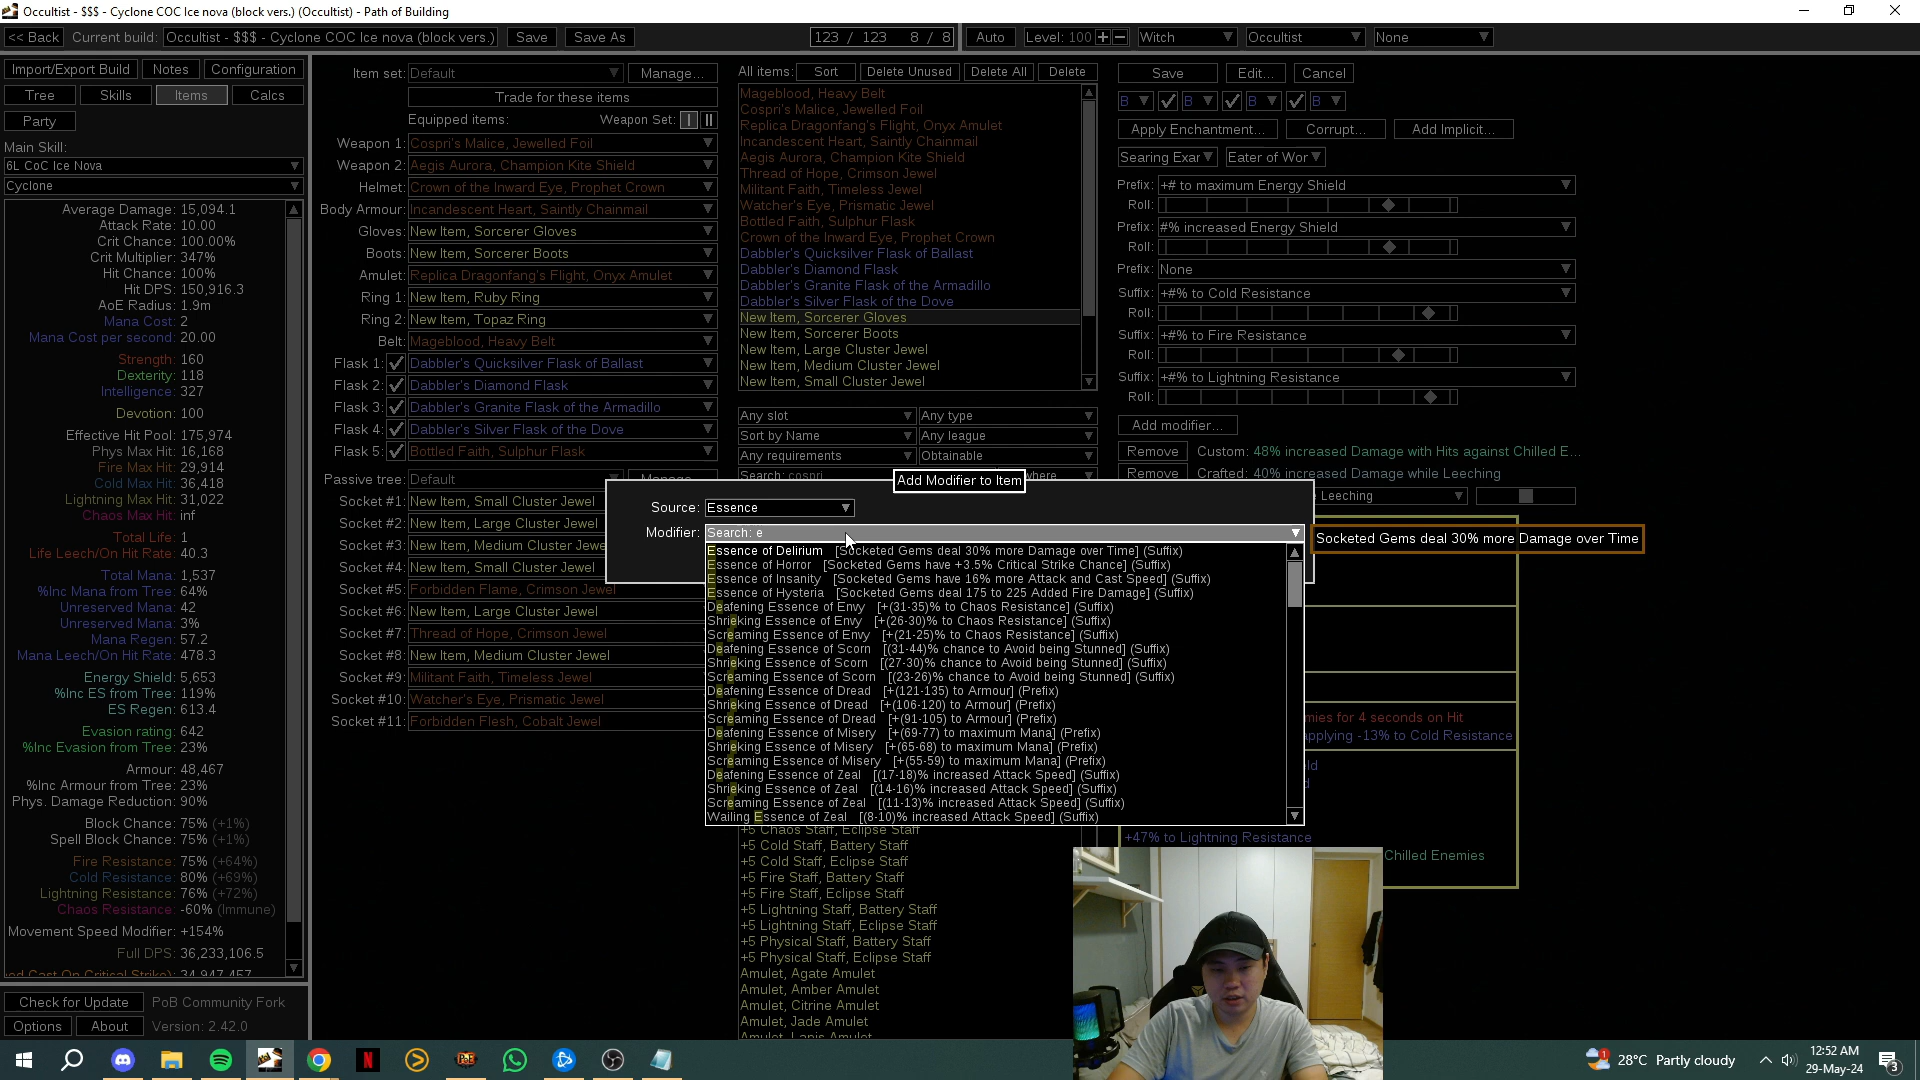 Occultist - $$$ - Cyclone COC Ice nova (block vers.) (Occultist) - Path of Building
<< Back
Current build:
Occultist - $$$ - Cyclone COC Ice nova (block vers.)
Save
Save As
123 / 123   8 / 8
Auto
Level: 100
Witch
Occultist
None
Import/Export Build
Notes
Configuration
Tree
Skills
Items
Calcs
Party
Main Skill:
6L CoC Ice Nova
Cyclone
Average Damage: 15,094.1
Attack Rate: 10.00
Crit Chance: 100.00%
Crit Multiplier: 347%
Hit Chance: 100%
Hit DPS: 150,916.3
AoE Radius: 1.9m
Mana Cost: 2
Mana Cost per second: 20.00
Strength: 160
Dexterity: 118
Intelligence: 327
Devotion: 100
Effective Hit Pool: 175,974
Phys Max Hit: 16,168
Fire Max Hit: 29,914
Cold Max Hit: 36,418
Lightning Max Hit: 31,022
Chaos Max Hit: inf
Total Life: 1
Life Leech/On Hit Rate: 40.3
Total Mana: 1,537
%Inc Mana from Tree: 64%
Unreserved Mana: 42
Unreserved Mana: 3%
Mana Regen: 57.2
Mana Leech/On Hit Rate: 478.3
Energy Shield: 5,653
%Inc ES from Tree: 119%
ES Regen: 613.4
Evasion rating: 642
%Inc Evasion from Tree: 23%
Armour: 48,467
%Inc Armour from Tree: 23%
Phys. Damage Reduction: 90%
Block Chance: 75% (+1%)
Spell Block Chance: 75% (+1%)
Fire Resistance: 75% (+64%)
Cold Resistance: 80% (+69%)
Lightning Resistance: 76% (+72%)
Chaos Resistance: -60% (Immune)
Movement Speed Modifier: +154%
Full DPS: 36,233,106.5
ed Cast On Critical Strike): 34,947,457
Check for Update
PoB Community Fork
Options
About
Version: 2.42.0
Item set: Default
Manage...
Trade for these items
Equipped items:
Weapon Set: I II
Weapon 1: Cospri's Malice, Jewelled Foil
Weapon 2: Aegis Aurora, Champion Kite Shield
Helmet: Crown of the Inward Eye, Prophet Crown
Body Armour: Incandescent Heart, Saintly Chainmail
Gloves: New Item, Sorcerer Gloves
Boots: New Item, Sorcerer Boots
Amulet: Replica Dragonfang's Flight, Onyx Amulet
Ring 1: New Item, Ruby Ring
Ring 2: New Item, Topaz Ring
Belt: Mageblood, Heavy Belt
Flask 1: Dabbler's Quicksilver Flask of Ballast
Flask 2: Dabbler's Diamond Flask
Flask 3: Dabbler's Granite Flask of the Armadillo
Flask 4: Dabbler's Silver Flask of the Dove
Flask 5: Bottled Faith, Sulphur Flask
Passive tree: Default
Manage
Socket #1: New Item, Small Cluster Jewel
Socket #2: New Item, Large Cluster Jewel
Socket #3: New Item, Medium Cluster Jewe
Socket #4: New Item, Small Cluster Jewel
Socket #5: Forbidden Flame, Crimson Jewel
Socket #6: New Item, Large Cluster Jewel
Socket #7: Thread of Hope, Crimson Jewel
Socket #8: New Item, Medium Cluster Jewel
Socket #9: Militant Faith, Timeless Jewel
Socket #10: Watcher's Eye, Prismatic Jewel
Socket #11: Forbidden Flesh, Cobalt Jewel
All items:
Sort
Delete Unused
Delete All
Delete
Mageblood, Heavy Belt
Cospri's Malice, Jewelled Foil
Replica Dragonfang's Flight, Onyx Amulet
Incandescent Heart, Saintly Chainmail
Aegis Aurora, Champion Kite Shield
Thread of Hope, Crimson Jewel
Militant Faith, Timeless Jewel
Watcher's Eye, Prismatic Jewel
Bottled Faith, Sulphur Flask
Crown of the Inward Eye, Prophet Crown
Dabbler's Quicksilver Flask of Ballast
Dabbler's Diamond Flask
Dabbler's Granite Flask of the Armadillo
Dabbler's Silver Flask of the Dove
New Item, Sorcerer Gloves
New Item, Sorcerer Boots
New Item, Large Cluster Jewel
New Item, Medium Cluster Jewel
New Item, Small Cluster Jewel
Any slot
Any type
Sort by Name
Any league
Any requirements
Obtainable
Search: cospri
where
Add Modifier to Item
Source: Essence
Modifier: Search: e
Essence of Delirium [Socketed Gems deal 30% more Damage over Time] (Suffix)
Essence of Horror [Socketed Gems have +3.5% Critical Strike Chance] (Suffix)
Essence of Insanity [Socketed Gems have 16% more Attack and Cast Speed] (Suffix)
Essence of Hysteria [Socketed Gems deal 175 to 225 Added Fire Damage] (Suffix)
Deafening Essence of Envy [+(31-35)% to Chaos Resistance] (Suffix)
Shrieking Essence of Envy [+(26-30)% to Chaos Resistance] (Suffix)
Screaming Essence of Envy [+(21-25)% to Chaos Resistance] (Suffix)
Deafening Essence of Scorn [(31-44)% chance to Avoid being Stunned] (Suffix)
Shrieking Essence of Scorn [(27-30)% chance to Avoid being Stunned] (Suffix)
Screaming Essence of Scorn [(23-26)% chance to Avoid being Stunned] (Suffix)
Deafening Essence of Dread [+(121-135) to Armour] (Prefix)
Shrieking Essence of Dread [+(106-120) to Armour] (Prefix)
Screaming Essence of Dread [+(91-105) to Armour] (Prefix)
Deafening Essence of Misery [+(69-77) to maximum Mana] (Prefix)
Shrieking Essence of Misery [+(65-68) to maximum Mana] (Prefix)
Screaming Essence of Misery [+(55-59) to maximum Mana] (Prefix)
Deafening Essence of Zeal [(17-18)% increased Attack Speed] (Suffix)
Shrieking Essence of Zeal [(14-16)% increased Attack Speed] (Suffix)
Screaming Essence of Zeal [(11-13)% increased Attack Speed] (Suffix)
Wailing Essence of Zeal [(8-10)% increased Attack Speed] (Suffix)
Socketed Gems deal 30% more Damage over Time
+5 Chaos Staff, Eclipse Staff
+5 Cold Staff, Battery Staff
+5 Cold Staff, Eclipse Staff
+5 Fire Staff, Battery Staff
+5 Fire Staff, Eclipse Staff
+5 Lightning Staff, Battery Staff
+5 Lightning Staff, Eclipse Staff
+5 Physical Staff, Battery Staff
+5 Physical Staff, Eclipse Staff
Amulet, Agate Amulet
Amulet, Amber Amulet
Amulet, Citrine Amulet
Amulet, Jade Amulet
Amulet, Lapis Amulet
Save
Edit...
Cancel
B B B B
Apply Enchantment...
Corrupt...
Add Implicit...
Searing Exar
Eater of Wor
Prefix: +# to maximum Energy Shield
Roll:
Prefix: #% increased Energy Shield
Roll:
Prefix: None
Suffix: +#% to Cold Resistance
Roll:
Suffix: +#% to Fire Resistance
Roll:
Suffix: +#% to Lightning Resistance
Roll:
Add modifier...
Remove
Custom: 48% increased Damage with Hits against Chilled E...
Remove
Crafted: 40% increased Damage while Leeching
Leeching
mies for 4 seconds on Hit
applying -13% to Cold Resistance
ld
d
+47% to Lightning Resistance
Chilled Enemies
28°C Partly cloudy
12:52 AM
29-May-24
3